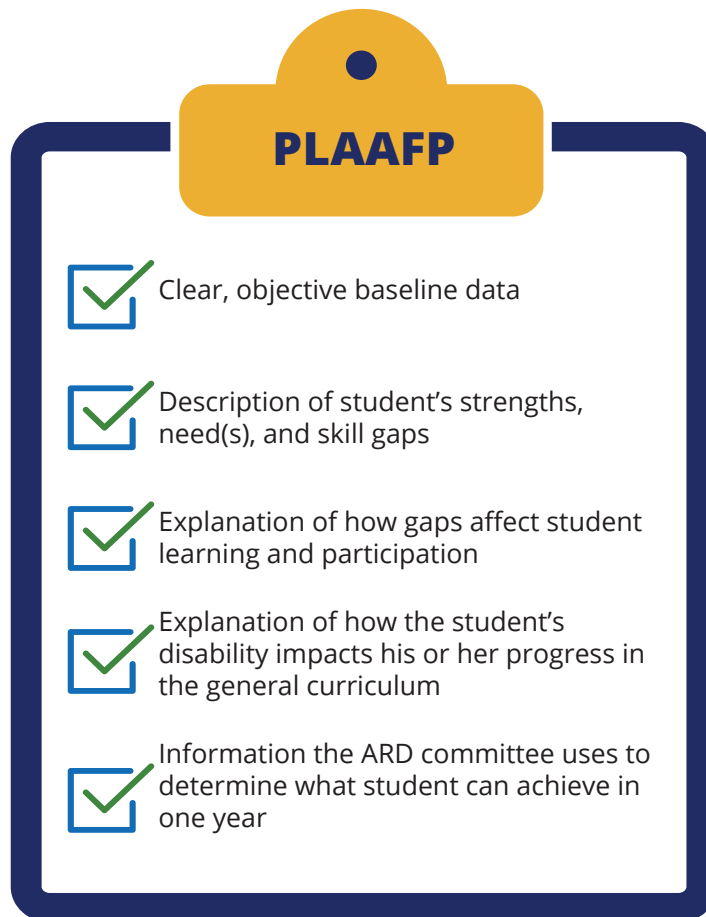 PLAAFP
Clear, objective baseline data
Description of student’s strengths,
need(s), and skill gaps
Explanation of how gaps affect student
learning and participation
Explanation of how the student’s
disability impacts his or her progress in
the general curriculum
Information the ARD committee uses to
determine what student can achieve in
one year